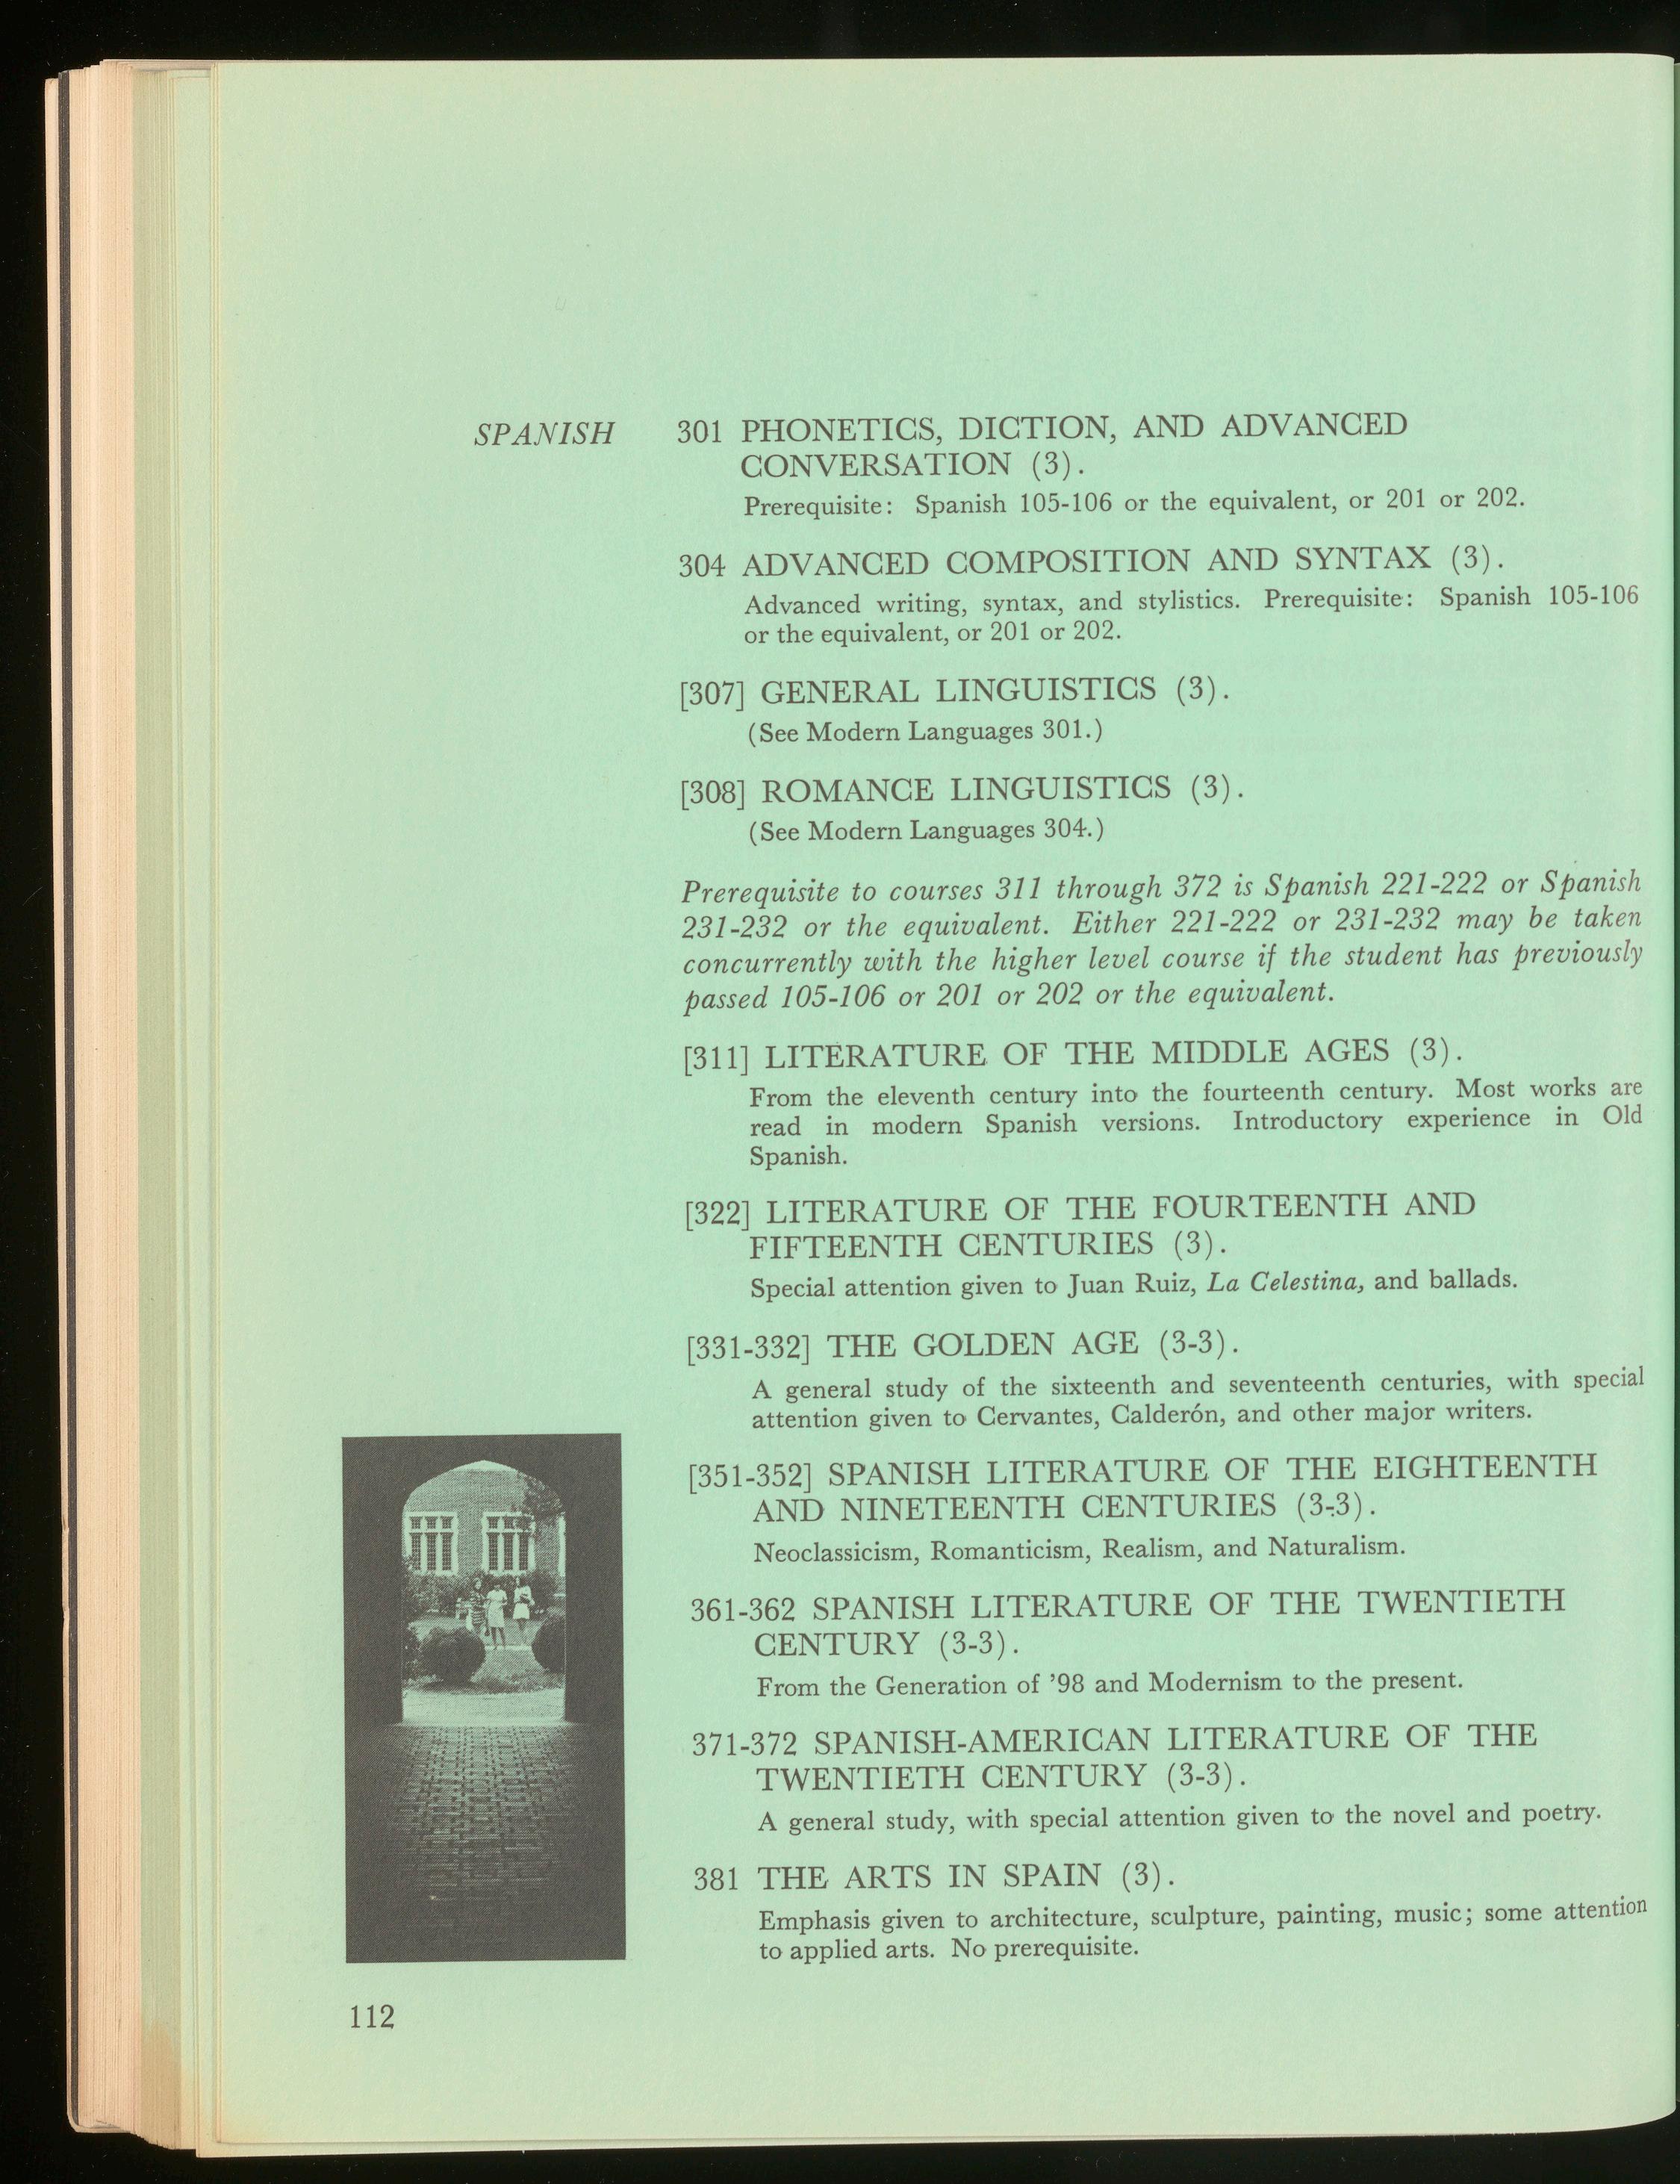 SPANISH
301 PHONETICS, DICTION, AND ADVANCED
CONVERSATION (3).
Prerequisite: Spanish 105-106 or the equivalent, or 201 or 202.
304 ADVANCED COMPOSITION AND SYNTAX (3).
Advanced writing, syntax, and stylistics. Prerequisite: Spanish 105-106
or the equivalent, or 201 or 202.
[307] GENERAL LINGUISTICS (3).
(See Modern Languages 301.)
[308] ROMANCE LINGUISTICS (3).
(See Modern Languages 304.)
Prerequisite to courses 311 through 372 is Spanish 221-222 or Spanish
231-232 or the equivalent. Either 221-222 or 231-232 may be taken
concurrently with the higher level course if the student has previously
passed 105-106 or 201 or 202 or the equivalent.
[311] LITERATURE OF THE MIDDLE AGES (3).
From the eleventh century into the fourteenth century. Most works are
read in modern Spanish versions. Introductory experience in Old
Spanish.
[322] LITERATURE OF THE FOURTEENTH AND
FIFTEENTH CENTURIES (3).
Special attention given to Juan Ruiz, La Celestina, and ballads.
[331-332] THE GOLDEN AGE (3-3).
A general study of the sixteenth and seventeenth centuries, with special
attention given to Cervantes, Calderón, and other major writers.
[351-352] SPANISH LITERATURE OF THE EIGHTEENTH
AND NINETEENTH CENTURIES (3-3).
Neoclassicism, Romanticism, Realism, and Naturalism.
361-362 SPANISH LITERATURE OF THE TWENTIETH
CENTURY (3-3).
From the Generation of ’98 and Modernism to the present.
371-372 SPANISH-AMERICAN LITERATURE OF THE
TWENTIETH CENTURY (3-3).
A general study, with special attention given to the novel and poetry.
381 THE ARTS IN SPAIN (3).
Emphasis given to architecture, sculpture, painting, music; some attention
to applied arts. No prerequisite.
112